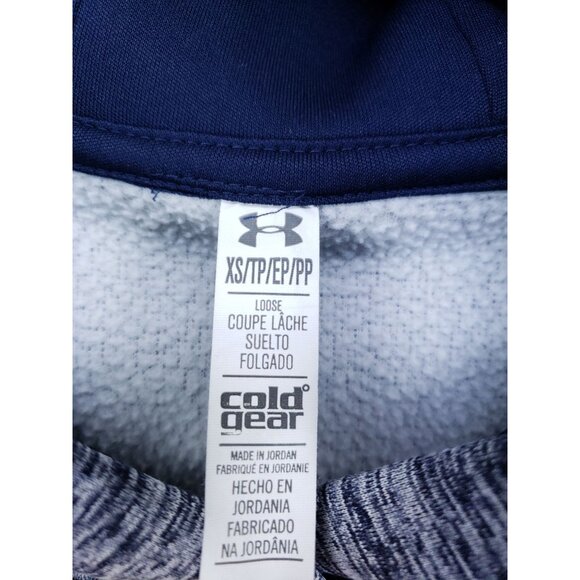 XS/TP/EP/PP
LOOSE
COUPE LÂCHE
SUELTO
FOLGADO
cold
gear
MADE IN JORDAN
FABRIQUÉ EN JORDANIE
HECHO EN
JORDANIA
FABRICADO
NA JORDÂNIA